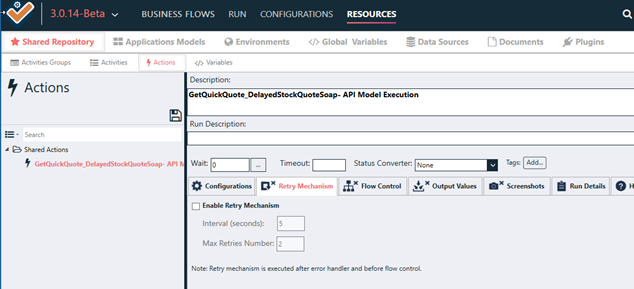 3.0.14-Beta BUSINESS FLOWS RUN CONFIGURATIONS RESOURCES
Shared Repository Applications Models Environments </> Global Variables Data Sources Documents Plugins
Activities Groups Activities Actions </> Variables
Actions
Search
Shared Actions
GetQuickQuote_DelayedStockQuoteSoap- API M
Description:
GetQuickQuote_DelayedStockQuoteSoap- API Model Execution
Run Description:
Wait: 0 ... Timeout: Status Converter: None Tags: Add...
Configurations Retry Mechanism Flow Control Output Values Screenshots Run Details H
Enable Retry Mechanism
Interval (seconds): 5
Max Retries Number: 2
Note: Retry mechanism is executed after error handler and before flow control.